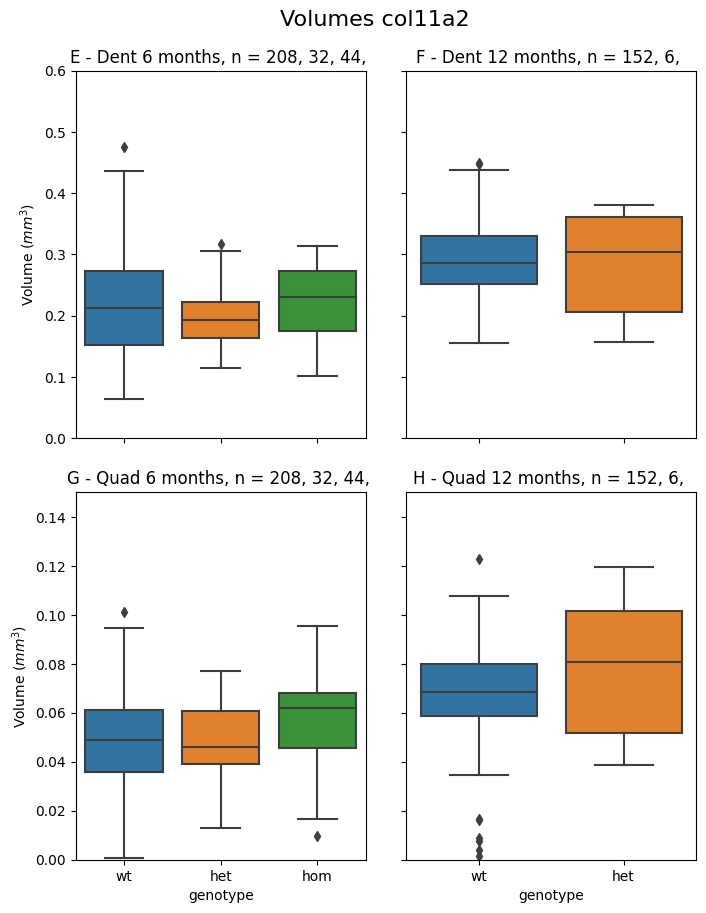 Volumes col11a2
E - Dent 6 months, n = 208, 32, 44,
F - Dent 12 months, n = 152, 6,
0.6
0.5
0.4
0.3
0.2
0.1
0.0
Volume (mm³)
G - Quad 6 months, n = 208, 32, 44,
H - Quad 12 months, n = 152, 6,
0.14
0.12
0.10
0.08
0.06
0.04
0.02
0.00
Volume (mm³)
wt het hom
genotype
wt het
genotype